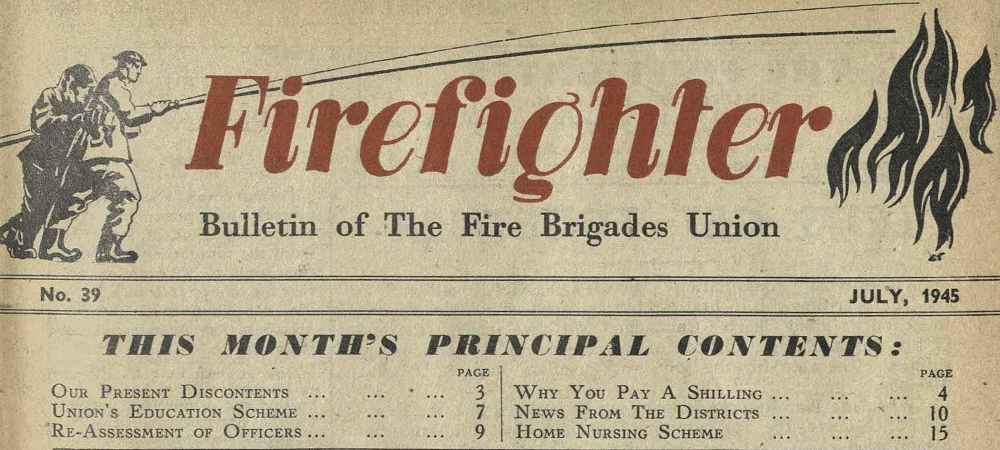 Firefighter
Bulletin of The Fire Brigades Union
No. 39 JULY, 1945
THIS MONTH'S PRINCIPAL CONTENTS:
PAGE
OUR PRESENT DISCONTENTS ... ... ... 3
UNION'S EDUCATION SCHEME ... ... ... 7
RE-ASSESSMENT OF OFFICERS ... ... ... 9
PAGE
WHY YOU PAY A SHILLING ... ... ... 4
NEWS FROM THE DISTRICTS ... ... ... 10
HOME NURSING SCHEME ... ... ... 15